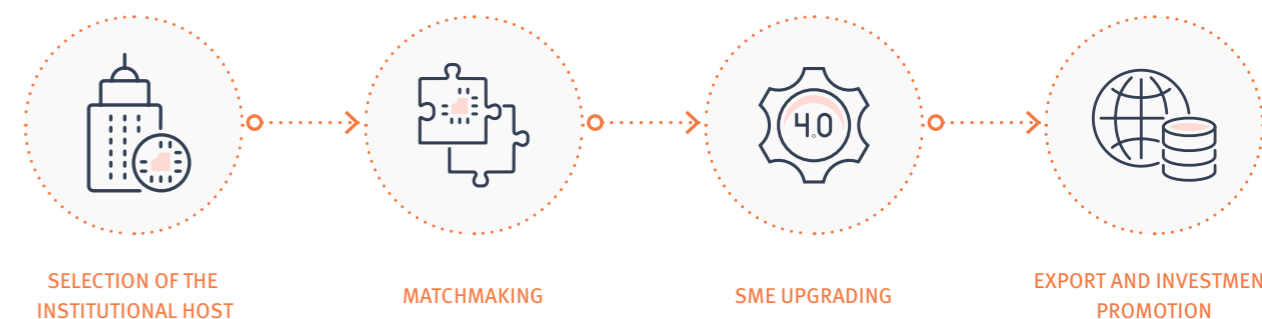 4.0
SELECTION OF THE
INSTITUTIONAL HOST
MATCHMAKING
SME UPGRADING
EXPORT AND INVESTMEN
PROMOTION